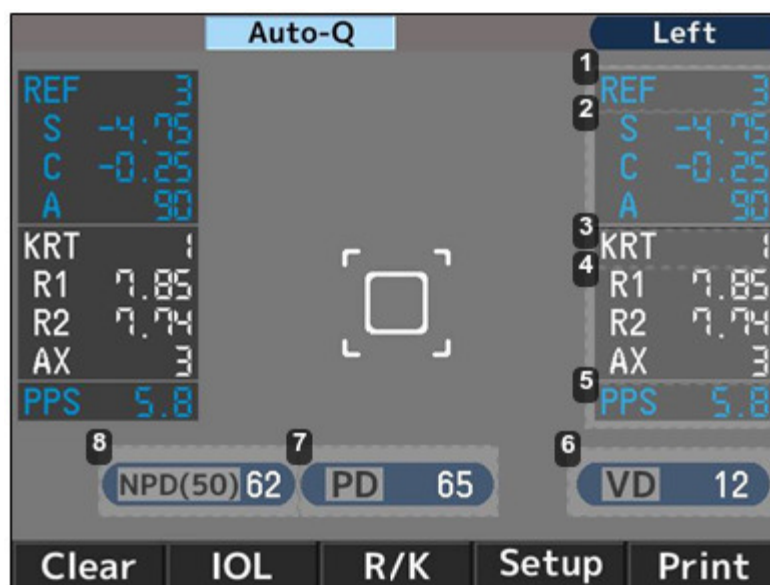 Auto-Q Left
1
REF 3 REF 3
2
S -4.75 S -4.75
C -0.25 C -0.25
A 90 A 90
3
KRT 1 KRT 1
4
R1 7.85 R1 7.85
R2 7.74 R2 7.74
AX 3 AX 3
5
PPS 5.8 PPS 5.8
8 7 6
NPD(50) 62 PD 65 VD 12
Clear IOL R/K Setup Print